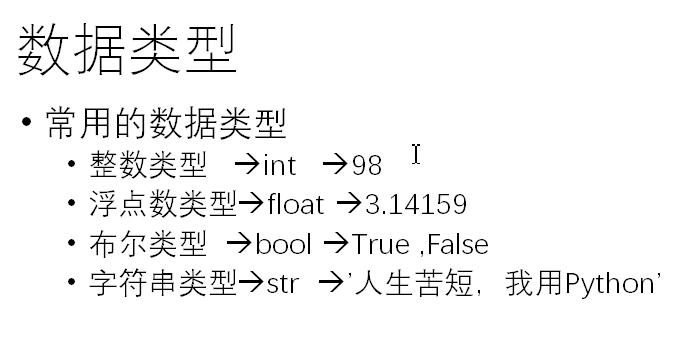 数据类型
• 常用的数据类型
• 整数类型 →int →98
• 浮点数类型→float →3.14159
• 布尔类型 →bool →True ,False
• 字符串类型→str →'人生苦短，我用Python'